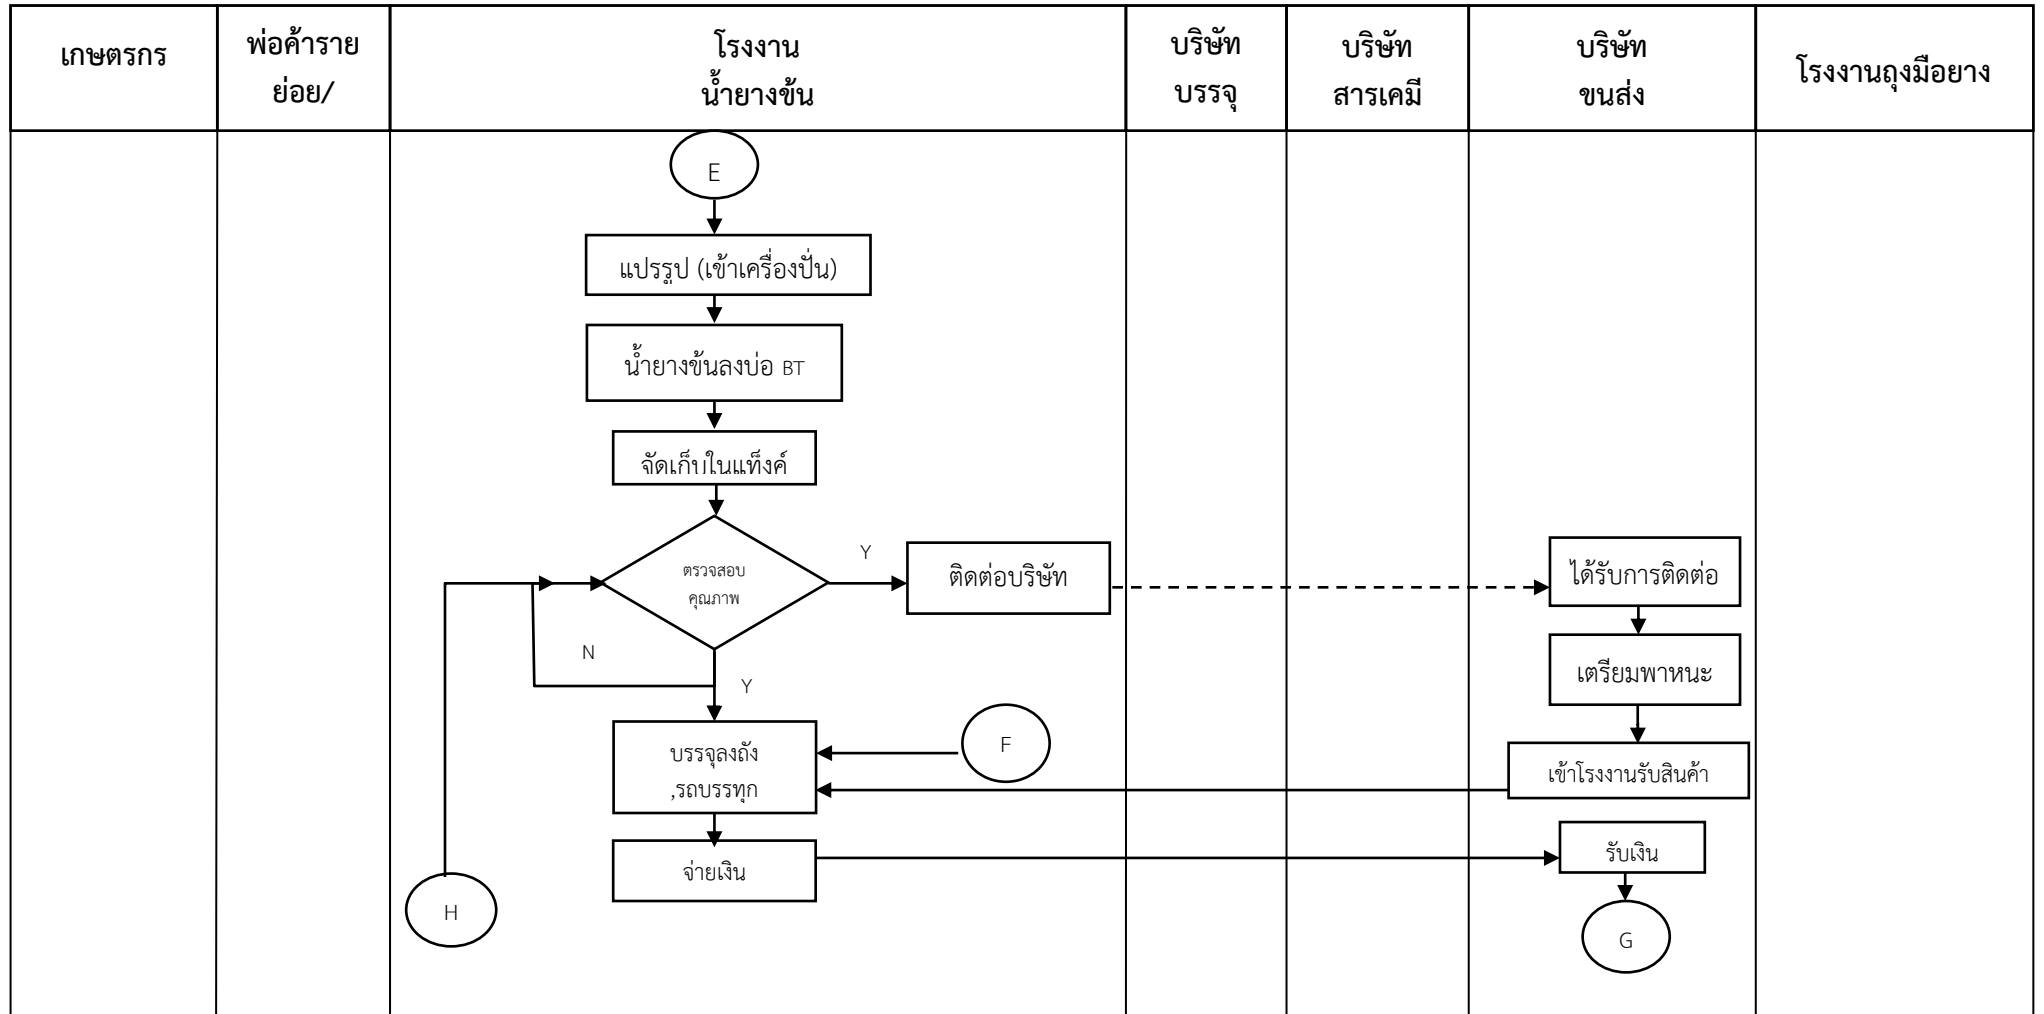 เกษตรกร
พ่อค้าราย
ย่อย/
โรงงาน
น้ำยางข้น
บริษัท
บรรจุ
บริษัท
สารเคมี
บริษัท
ขนส่ง
โรงงานถุงมือยาง
E
แปรรูป (เข้าเครื่องปั่น)
น้ำยางข้นลงบ่อ BT
จัดเก็บในแท็งค์
ตรวจสอบ
คุณภาพ
Y
ติดต่อบริษัท
ได้รับการติดต่อ
N
Y
เตรียมพาหนะ
บรรจุลงถัง
,รถบรรทุก
F
เข้าโรงงานรับสินค้า
จ่ายเงิน
รับเงิน
H
G